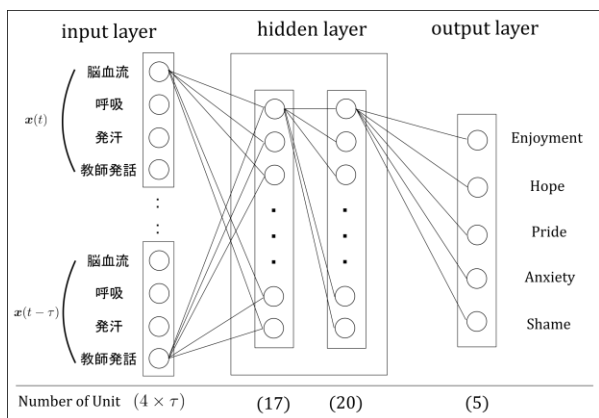 input layer
hidden layer
output layer
脳血流
呼吸
x(t)
発汗
教師発話
Enjoyment
Hope
Pride
Anxiety
Shame
脳血流
呼吸
x(t − τ)
発汗
教師発話
Number of Unit (4 × τ) (17) (20) (5)